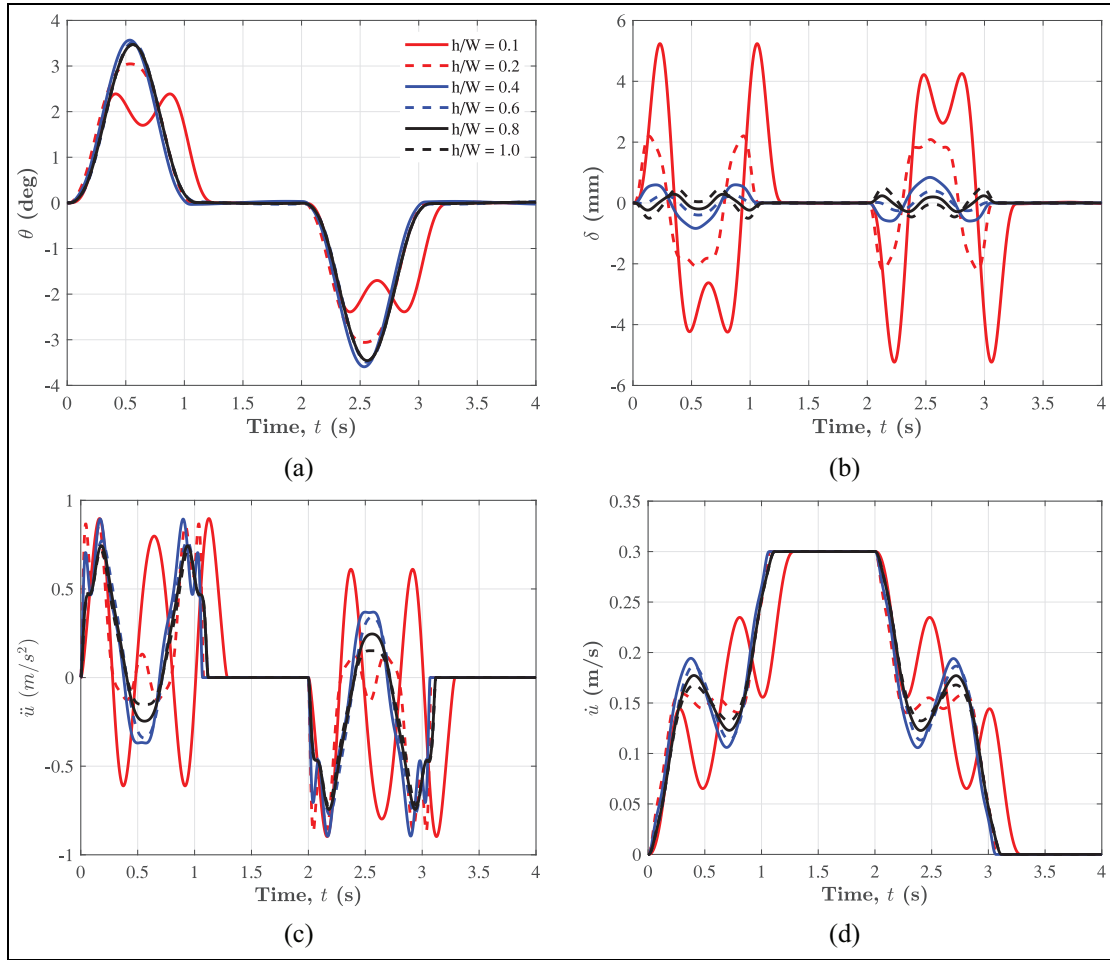 4
3
2
1
0
-1
-2
-3
-4
θ (deg)
h/W = 0.1
h/W = 0.2
h/W = 0.4
h/W = 0.6
h/W = 0.8
h/W = 1.0
0 0.5 1 1.5 2 2.5 3 3.5 4
Time, t (s)
(a)
6
4
2
0
-2
-4
-6
δ (mm)
0 0.5 1 1.5 2 2.5 3 3.5 4
Time, t (s)
(b)
1
0.5
0
-0.5
-1
ü (m/s²)
0 0.5 1 1.5 2 2.5 3 3.5 4
Time, t (s)
(c)
0.35
0.3
0.25
0.2
0.15
0.1
0.05
0
u̇ (m/s)
0 0.5 1 1.5 2 2.5 3 3.5 4
Time, t (s)
(d)